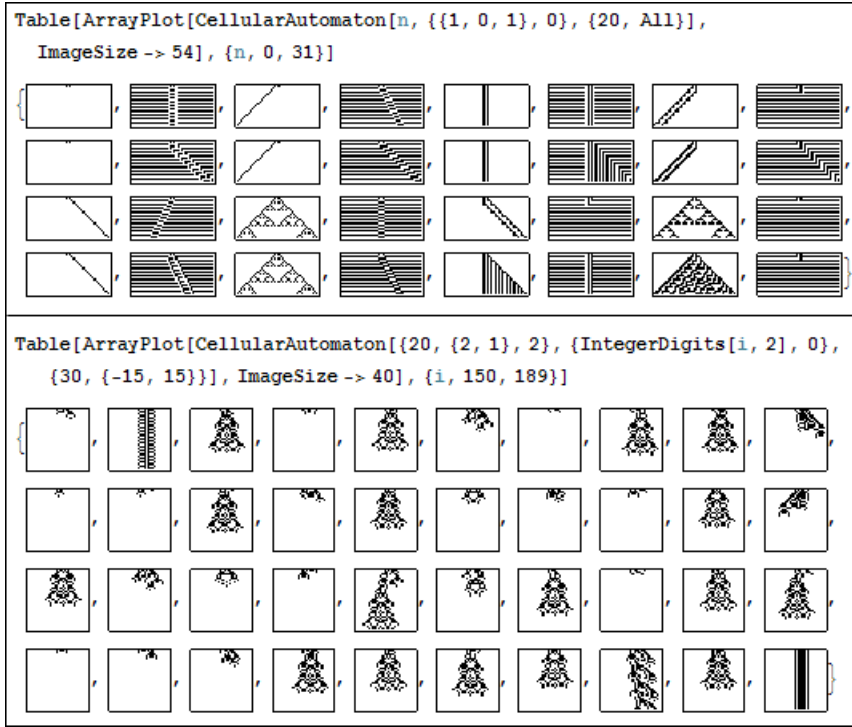 Table[ArrayPlot[CellularAutomaton[n, {{1, 0, 1}, 0}, {20, All}],
ImageSize -> 54], {n, 0, 31}]
{ , , , , , , , ,
, , , , , , , ,
, , , , , , , ,
, , , , , , , }
Table[ArrayPlot[CellularAutomaton[{20, {2, 1}, 2}, {IntegerDigits[i, 2], 0},
{30, {-15, 15}}], ImageSize -> 40], {i, 150, 189}]
{ , , , , , , , , , ,
, , , , , , , , , ,
, , , , , , , , , ,
, , , , , , , , , }